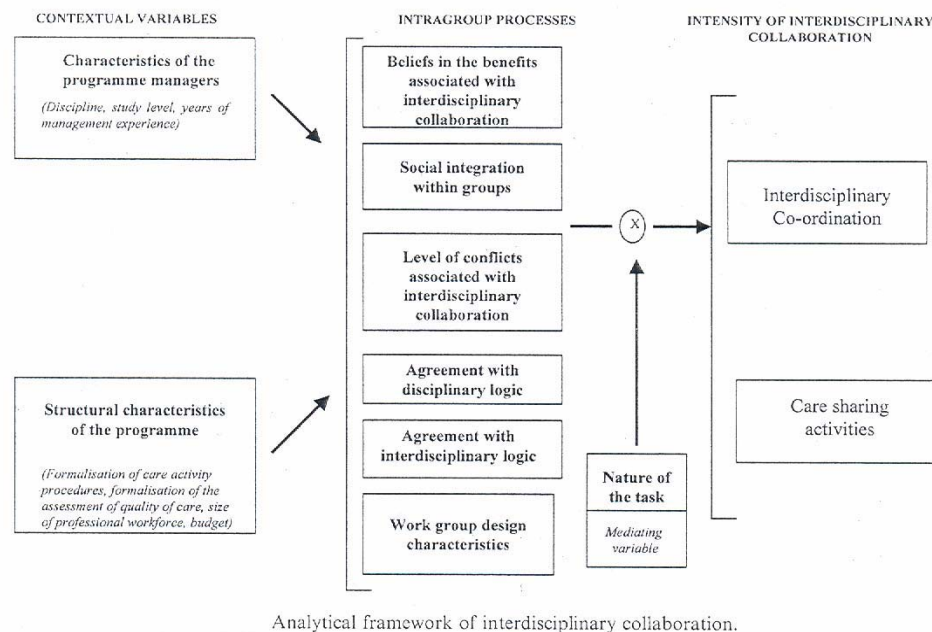 CONTEXTUAL VARIABLES
Characteristics of the
programme managers
(Discipline, study level, years of
management experience)
Structural characteristics
of the programme
(Formalisation of care activity
procedures, formalisation of the
assessment of quality of care, size
of professional workforce, budget)
INTRAGROUP PROCESSES
Beliefs in the benefits
associated with
interdisciplinary
collaboration
Social integration
within groups
Level of conflicts
associated with
interdisciplinary
collaboration
Agreement with
disciplinary logic
Agreement with
interdisciplinary logic
Work group design
characteristics
X
Nature of
the task
Mediating
variable
INTENSITY OF INTERDISCIPLINARY
COLLABORATION
Interdisciplinary
Co-ordination
Care sharing
activities
Analytical framework of interdisciplinary collaboration.